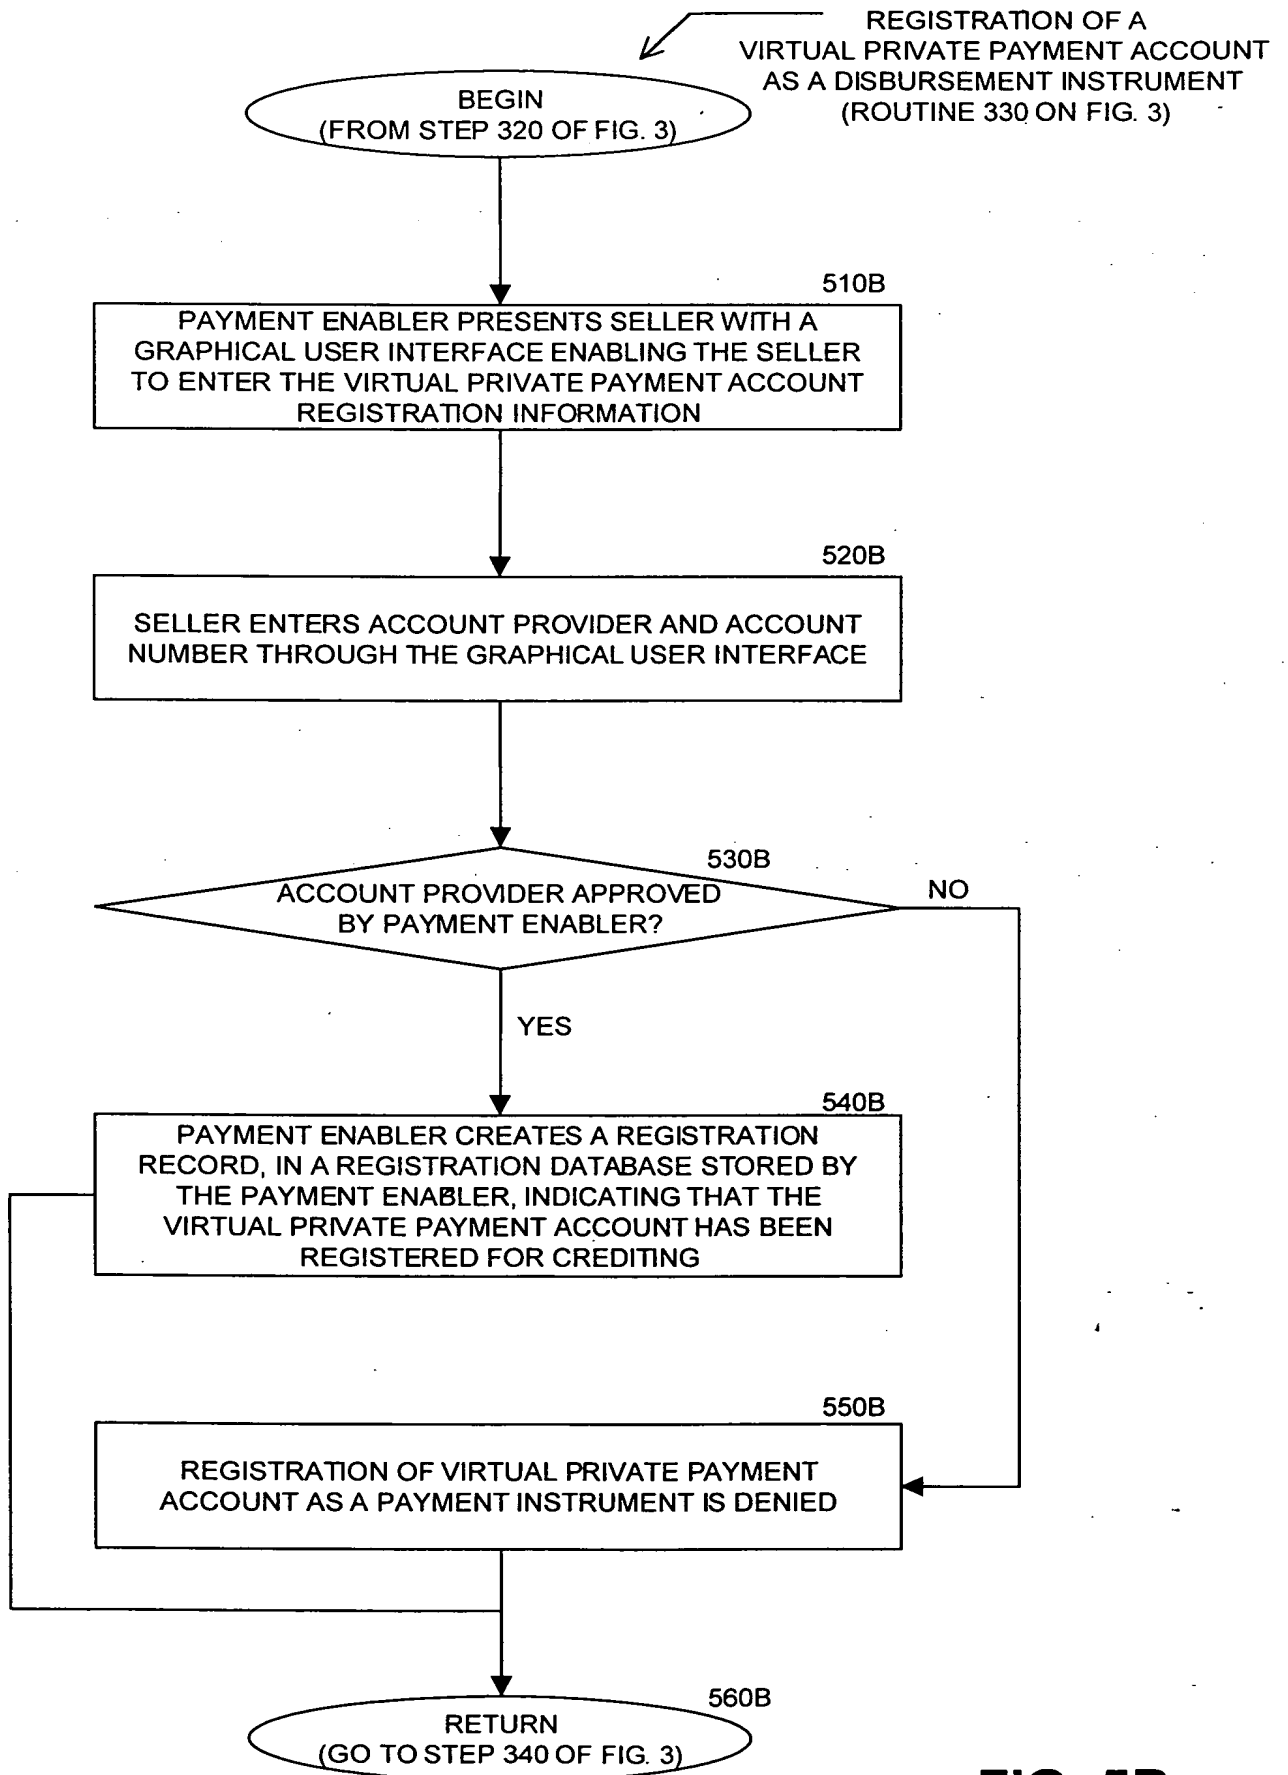 REGISTRATION OF A
VIRTUAL PRIVATE PAYMENT ACCOUNT
AS A DISBURSEMENT INSTRUMENT
(ROUTINE 330 ON FIG. 3)
BEGIN
(FROM STEP 320 OF FIG. 3)
510B
PAYMENT ENABLER PRESENTS SELLER WITH A
GRAPHICAL USER INTERFACE ENABLING THE SELLER
TO ENTER THE VIRTUAL PRIVATE PAYMENT ACCOUNT
REGISTRATION INFORMATION
520B
SELLER ENTERS ACCOUNT PROVIDER AND ACCOUNT
NUMBER THROUGH THE GRAPHICAL USER INTERFACE
530B
ACCOUNT PROVIDER APPROVED
BY PAYMENT ENABLER?
NO
YES
540B
PAYMENT ENABLER CREATES A REGISTRATION
RECORD, IN A REGISTRATION DATABASE STORED BY
THE PAYMENT ENABLER, INDICATING THAT THE
VIRTUAL PRIVATE PAYMENT ACCOUNT HAS BEEN
REGISTERED FOR CREDITING
550B
REGISTRATION OF VIRTUAL PRIVATE PAYMENT
ACCOUNT AS A PAYMENT INSTRUMENT IS DENIED
560B
RETURN
(GO TO STEP 340 OF FIG. 3)